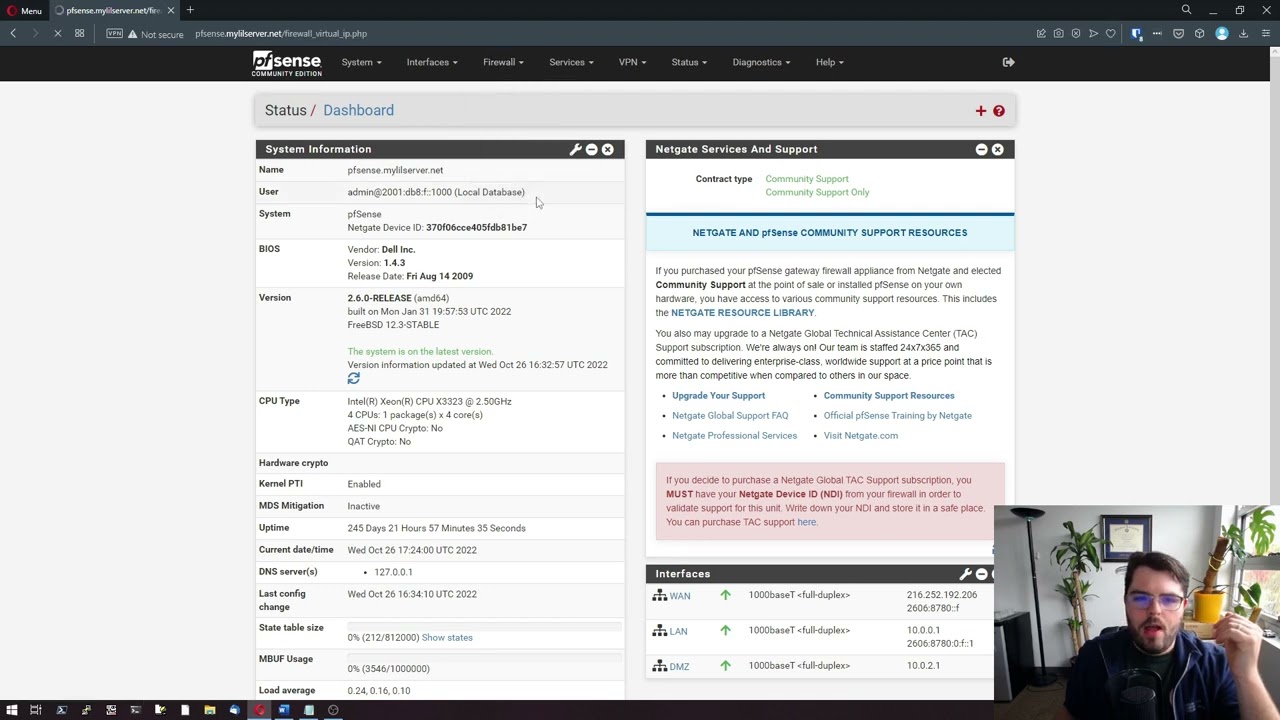 Menu
pfsense.mylilserver.net/fire
VPN
Not secure
pfsense.mylilserver.net/firewall_virtual_ip.php
pfsense
COMMUNITY EDITION
System
Interfaces
Firewall
Services
VPN
Status
Diagnostics
Help
Status / Dashboard
System Information
Name pfsense.mylilserver.net
User admin@2001:db8:f::1000 (Local Database)
System pfSense
Netgate Device ID: 370f06cce405fdb81be7
BIOS Vendor: Dell Inc.
Version: 1.4.3
Release Date: Fri Aug 14 2009
Version 2.6.0-RELEASE (amd64)
built on Mon Jan 31 19:57:53 UTC 2022
FreeBSD 12.3-STABLE
The system is on the latest version.
Version information updated at Wed Oct 26 16:32:57 UTC 2022
CPU Type Intel(R) Xeon(R) CPU X3323 @ 2.50GHz
4 CPUs: 1 package(s) x 4 core(s)
AES-NI CPU Crypto: No
QAT Crypto: No
Hardware crypto
Kernel PTI Enabled
MDS Mitigation Inactive
Uptime 245 Days 21 Hours 57 Minutes 35 Seconds
Current date/time Wed Oct 26 17:24:00 UTC 2022
DNS server(s) • 127.0.0.1
Last config change Wed Oct 26 16:34:10 UTC 2022
State table size 0% (212/812000) Show states
MBUF Usage 0% (3546/1000000)
Load average 0.24, 0.16, 0.10
Netgate Services And Support
Contract type Community Support
Community Support Only
NETGATE AND pfSense COMMUNITY SUPPORT RESOURCES
If you purchased your pfSense gateway firewall appliance from Netgate and elected
Community Support at the point of sale or installed pfSense on your own
hardware, you have access to various community support resources. This includes
the NETGATE RESOURCE LIBRARY.
You also may upgrade to a Netgate Global Technical Assistance Center (TAC)
Support subscription. We're always on! Our team is staffed 24x7x365 and
committed to delivering enterprise-class, worldwide support at a price point that is
more than competitive when compared to others in our space.
• Upgrade Your Support
• Community Support Resources
• Netgate Global Support FAQ
• Official pfSense Training by Netgate
• Netgate Professional Services
• Visit Netgate.com
If you decide to purchase a Netgate Global TAC Support subscription, you
MUST have your Netgate Device ID (NDI) from your firewall in order to
validate support for this unit. Write down your NDI and store it in a safe place.
You can purchase TAC support here.
Interfaces
WAN 1000baseT <full-duplex> 216.252.192.206
2606:8780::f
LAN 1000baseT <full-duplex> 10.0.0.1
2606:8780:0:f::1
DMZ 1000baseT <full-duplex> 10.0.2.1